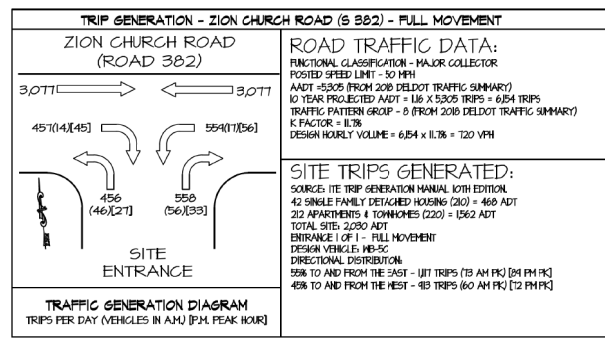 TRIP GENERATION - ZION CHURCH ROAD (S 382) - FULL MOVEMENT
ZION CHURCH ROAD
(ROAD 382)
3,077
3,077
457(14)[45]
559(17)[56]
456
(46)[27]
558
(56)[33]
SITE
ENTRANCE
TRAFFIC GENERATION DIAGRAM
TRIPS PER DAY (VEHICLES IN A.M.) [P.M. PEAK HOUR]
ROAD TRAFFIC DATA:
FUNCTIONAL CLASSIFICATION - MAJOR COLLECTOR
POSTED SPEED LIMIT - 50 MPH
AADT =5,305 (FROM 2018 DELDOT TRAFFIC SUMMARY)
10 YEAR PROJECTED AADT = 1.16 X 5,305 TRIPS = 6,154 TRIPS
TRAFFIC PATTERN GROUP - 8 (FROM 2018 DELDOT TRAFFIC SUMMARY)
K FACTOR = 11.7%
DESIGN HOURLY VOLUME = 6,154 x 11.7% = 720 VPH
SITE TRIPS GENERATED:
SOURCE: ITE TRIP GENERATION MANUAL 10TH EDITION.
42 SINGLE FAMILY DETACHED HOUSING (210) = 468 ADT
212 APARTMENTS & TOWNHOMES (220) = 1,562 ADT
TOTAL SITE: 2,030 ADT
ENTRANCE 1 OF 1 - FULL MOVEMENT
DESIGN VEHICLE: WB-50
DIRECTIONAL DISTRIBUTION:
55% TO AND FROM THE EAST - 1,117 TRIPS (73 AM PK) [89 PM PK]
45% TO AND FROM THE WEST - 913 TRIPS (60 AM PK) [72 PM PK]